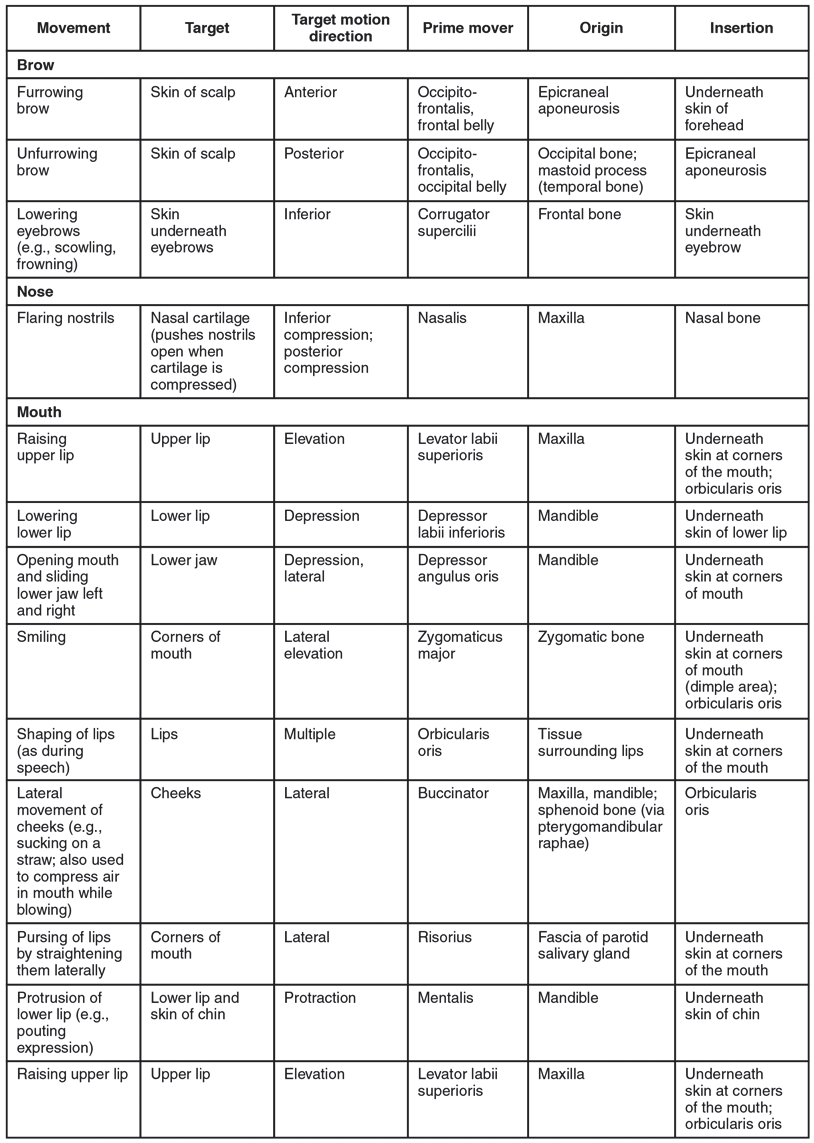 Movement Target Target motion direction Prime mover Origin Insertion
Brow
Furrowing brow Skin of scalp Anterior Occipito-frontalis, frontal belly Epicraneal aponeurosis Underneath skin of forehead
Unfurrowing brow Skin of scalp Posterior Occipito-frontalis, occipital belly Occipital bone; mastoid process (temporal bone) Epicraneal aponeurosis
Lowering eyebrows (e.g., scowling, frowning) Skin underneath eyebrows Inferior Corrugator supercilii Frontal bone Skin underneath eyebrow
Nose
Flaring nostrils Nasal cartilage (pushes nostrils open when cartilage is compressed) Inferior compression; posterior compression Nasalis Maxilla Nasal bone
Mouth
Raising upper lip Upper lip Elevation Levator labii superioris Maxilla Underneath skin at corners of the mouth; orbicularis oris
Lowering lower lip Lower lip Depression Depressor labii inferioris Mandible Underneath skin of lower lip
Opening mouth and sliding lower jaw left and right Lower jaw Depression, lateral Depressor angulus oris Mandible Underneath skin at corners of mouth
Smiling Corners of mouth Lateral elevation Zygomaticus major Zygomatic bone Underneath skin at corners of mouth (dimple area); orbicularis oris
Shaping of lips (as during speech) Lips Multiple Orbicularis oris Tissue surrounding lips Underneath skin at corners of the mouth
Lateral movement of cheeks (e.g., sucking on a straw; also used to compress air in mouth while blowing) Cheeks Lateral Buccinator Maxilla, mandible; sphenoid bone (via pterygomandibular raphae) Orbicularis oris
Pursing of lips by straightening them laterally Corners of mouth Lateral Risorius Fascia of parotid salivary gland Underneath skin at corners of the mouth
Protrusion of lower lip (e.g., pouting expression) Lower lip and skin of chin Protraction Mentalis Mandible Underneath skin of chin
Raising upper lip Upper lip Elevation Levator labii superioris Maxilla Underneath skin at corners of the mouth; orbicularis oris